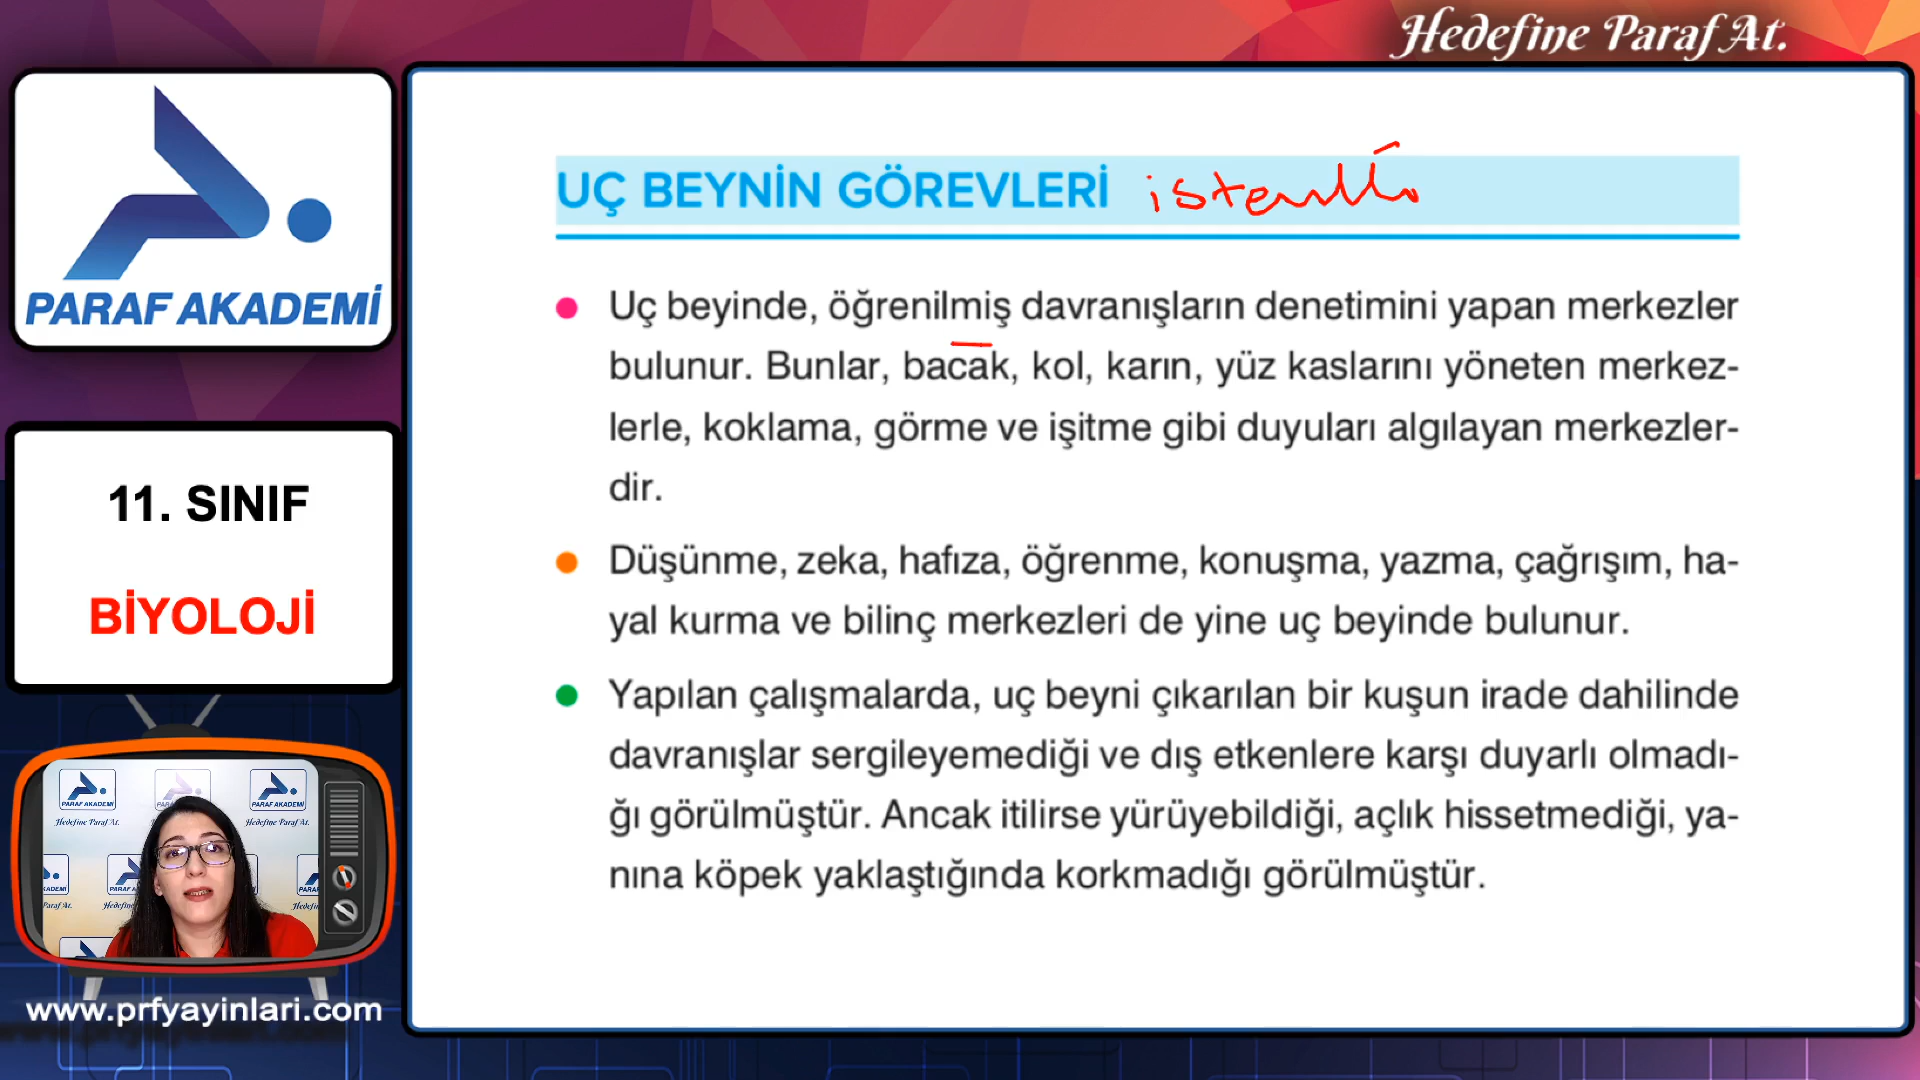 Hedefine Paraf At.
PARAF AKADEMİ
11. SINIF
BİYOLOJİ
www.prfyayinlari.com
UÇ BEYNİN GÖREVLERİ
Uç beyinde, öğrenilmiş davranışların denetimini yapan merkezler
bulunur. Bunlar, bacak, kol, karın, yüz kaslarını yöneten merkez-
lerle, koklama, görme ve işitme gibi duyuları algılayan merkezler-
dir.
Düşünme, zeka, hafıza, öğrenme, konuşma, yazma, çağrışım, ha-
yal kurma ve bilinç merkezleri de yine uç beyinde bulunur.
Yapılan çalışmalarda, uç beyni çıkarılan bir kuşun irade dahilinde
davranışlar sergileyemediği ve dış etkenlere karşı duyarlı olmadı-
ğı görülmüştür. Ancak itilirse yürüyebildiği, açlık hissetmediği, ya-
nına köpek yaklaştığında korkmadığı görülmüştür.